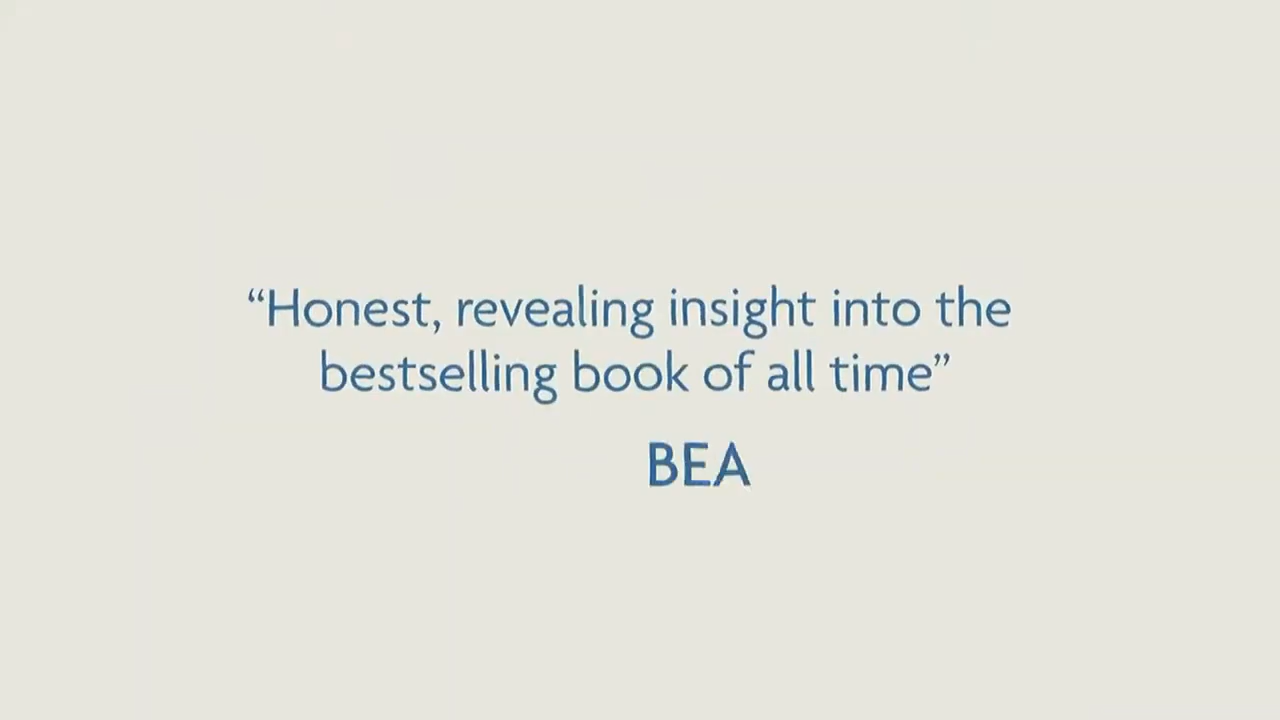 “Honest, revealing insight into the
bestselling book of all time”
BEA